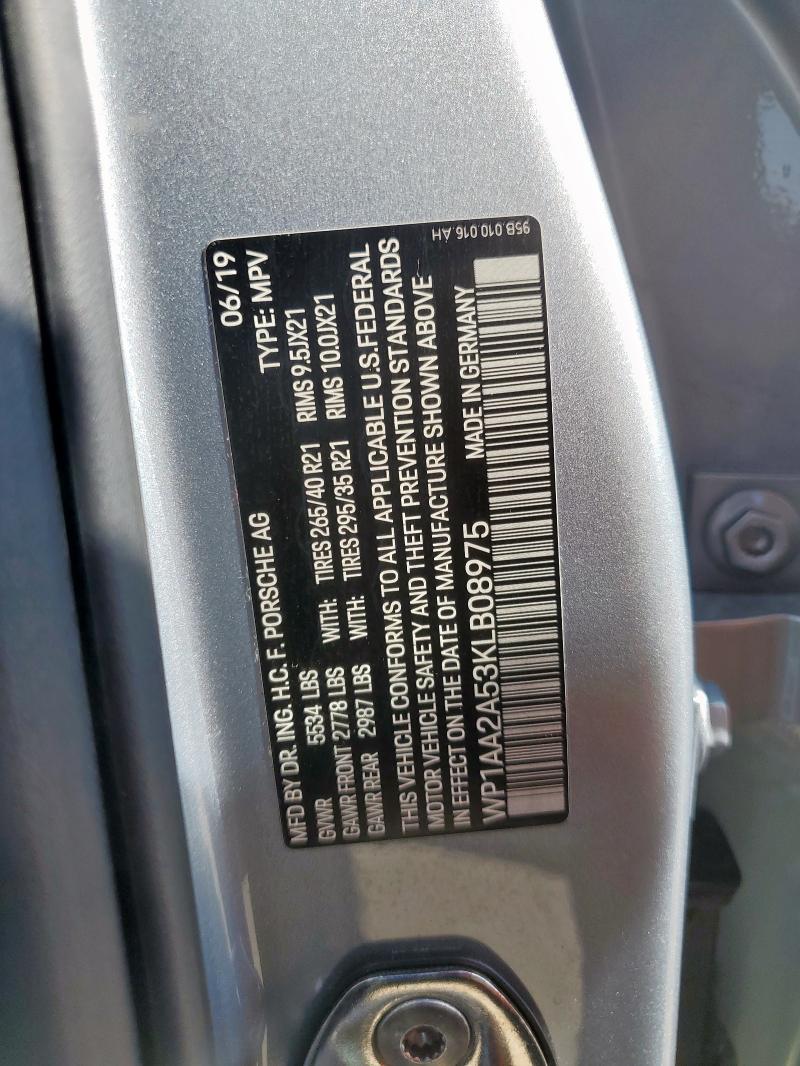 MFD BY DR. ING. H.C. F. PORSCHE AG 06/19
GVWR 5534 LBS TYPE: MPV
GAWR FRONT 2778 LBS WITH: TIRES 265/40 R21 RIMS 9.5JX21
GAWR REAR 2987 LBS WITH: TIRES 295/35 R21 RIMS 10.0JX21
THIS VEHICLE CONFORMS TO ALL APPLICABLE U.S.FEDERAL
MOTOR VEHICLE SAFETY AND THEFT PREVENTION STANDARDS
IN EFFECT ON THE DATE OF MANUFACTURE SHOWN ABOVE
WP1AA2A53KLB08975 MADE IN GERMANY
95B.010.016.AH